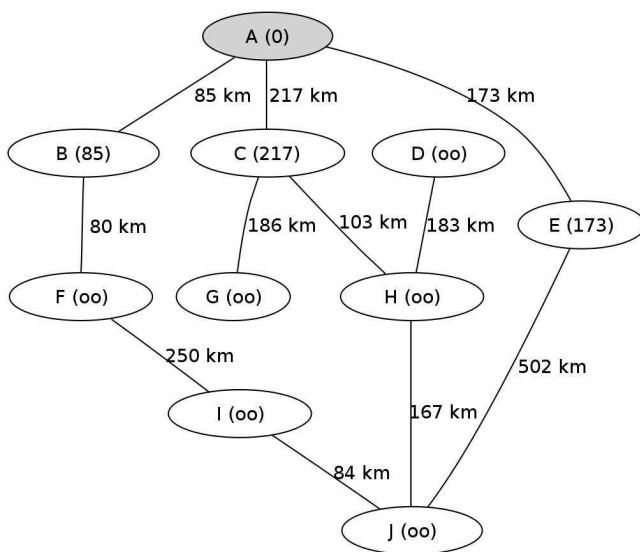 A (0)
85 km
217 km
173 km
B (85)
C (217)
D (oo)
80 km
186 km
103 km
183 km
E (173)
F (oo)
G (oo)
H (oo)
250 km
502 km
I (oo)
167 km
84 km
J (oo)